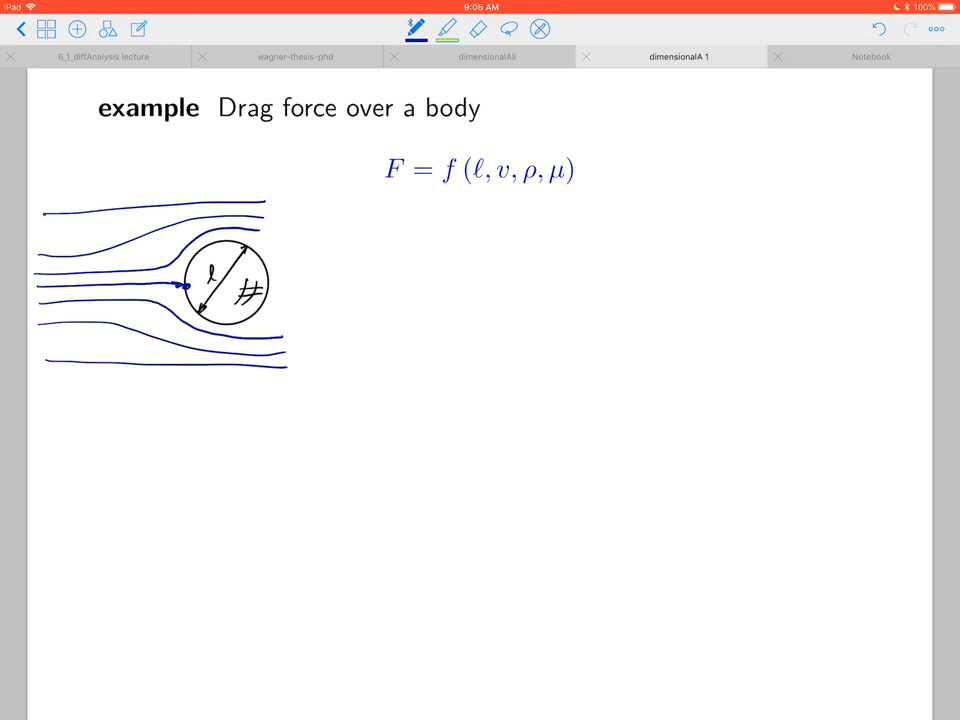 iPad 9:05 AM 100%
6_1_diffAnalysis lecture wagner-thesis-phd dimensionalAll dimensionalA 1 Notebook
example Drag force over a body
F = f (ℓ, v, ρ, μ)
ℓ